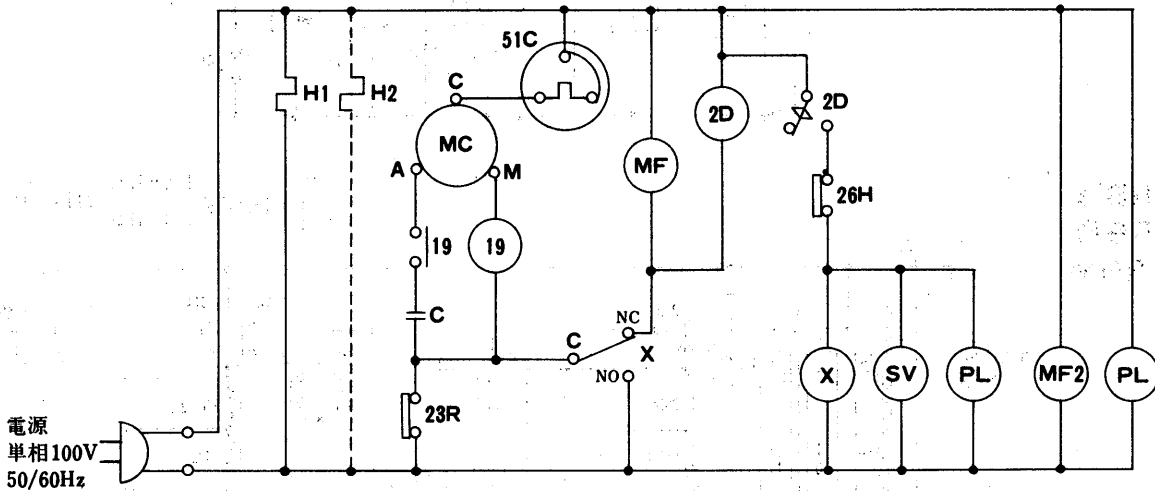 51C
H1
H2
C
2D
2D
MC
MF
A
M
26H
19
19
C
NC
C
X
NO
X
SV
PL
MF2
PL
23R
電源
単相100V
50/60Hz